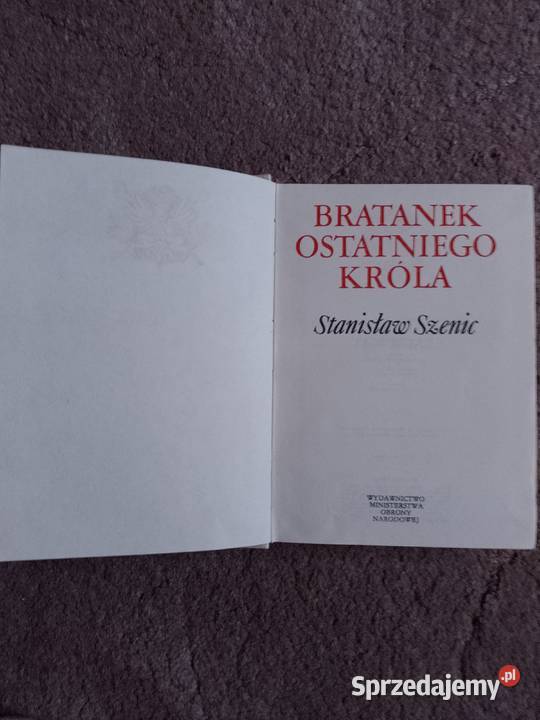 BRATANEK
OSTATNIEGO
KRÓLA
Stanisław Szenic
WYDAWNICTWO
MINISTERSTWA
OBRONY
NARODOWEJ
Sprzedajemy.pl